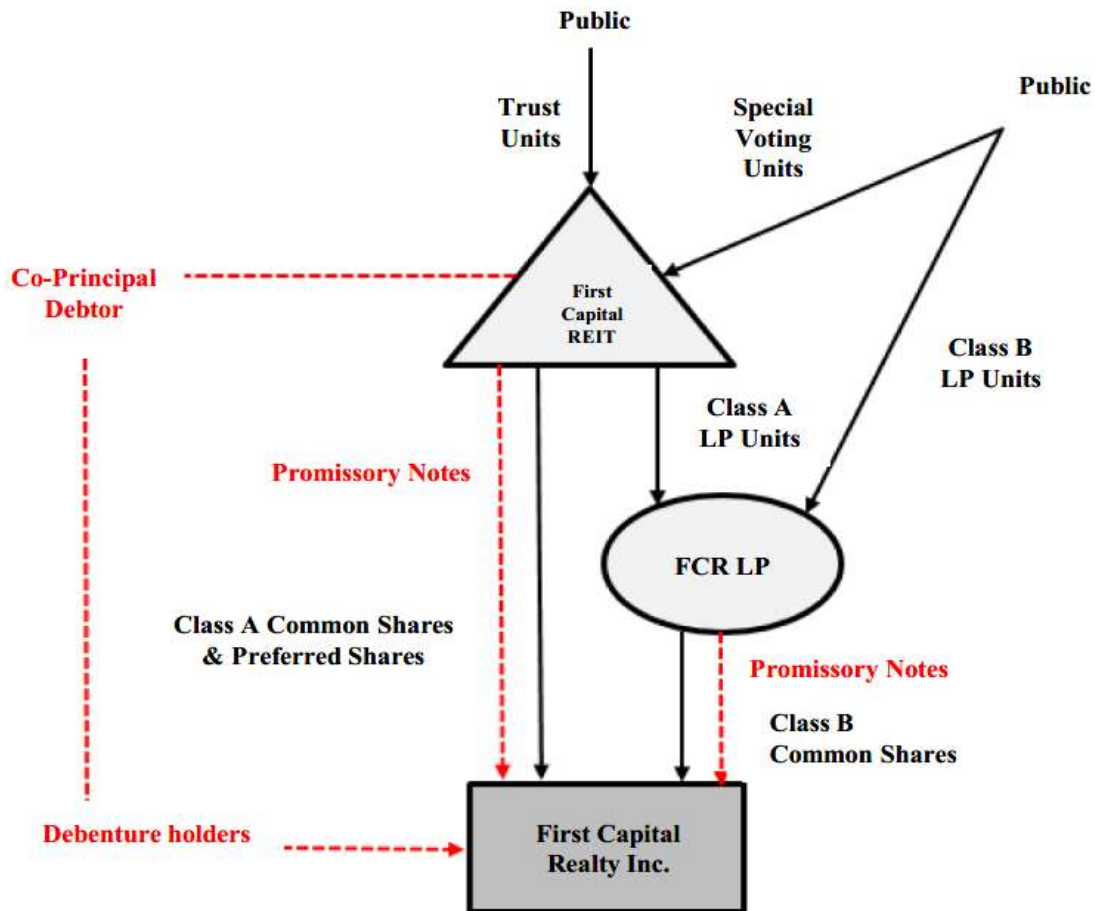 Public
Public
Trust
Units
Special
Voting
Units
Co-Principal
Debtor
First
Capital
REIT
Class B
LP Units
Class A
LP Units
Promissory Notes
FCR LP
Class A Common Shares
& Preferred Shares
Promissory Notes
Class B
Common Shares
Debenture holders
First Capital
Realty Inc.